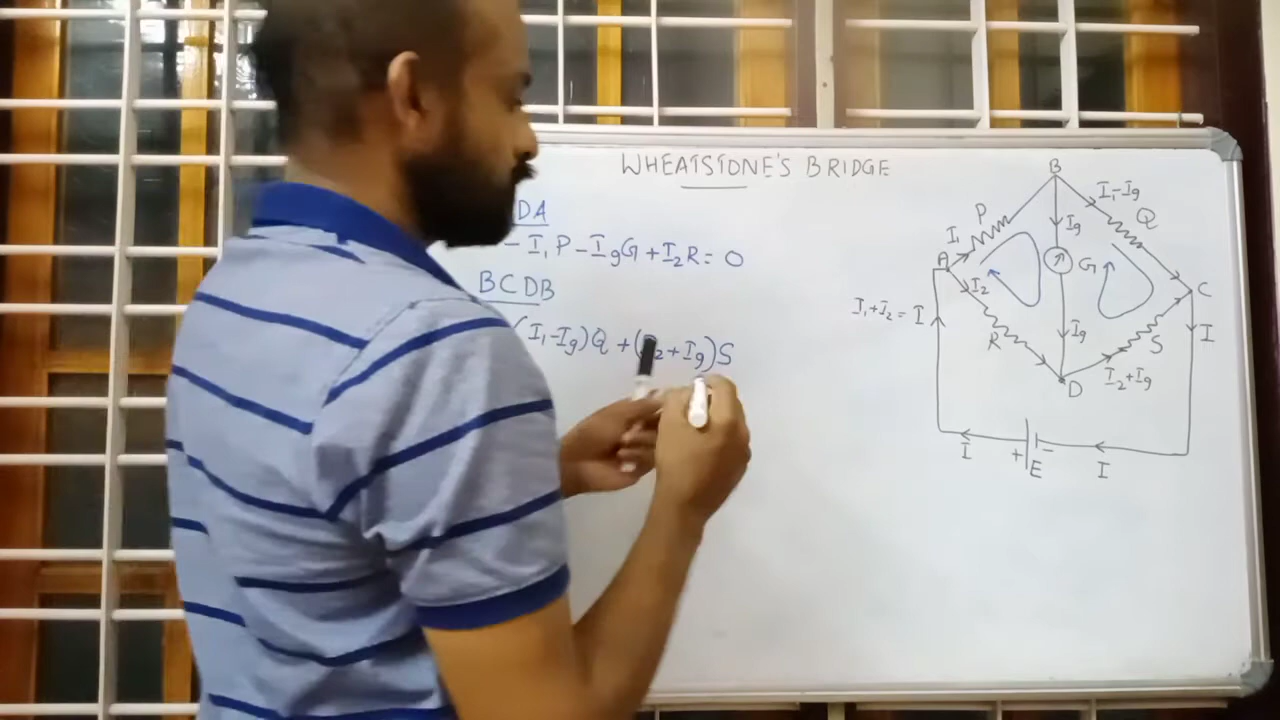 WHEATSTONE'S BRIDGE
DA
- I₁P - IgG + I₂R = 0
BCDB
(I₁-Ig)Q + (I₂+Ig)S
B
I₁-Ig
P
Q
I₁
Ig
A
G
I₂
C
I₁+I₂ = I
I
Ig
R
S
D
I₂+Ig
I
+
-
E
I